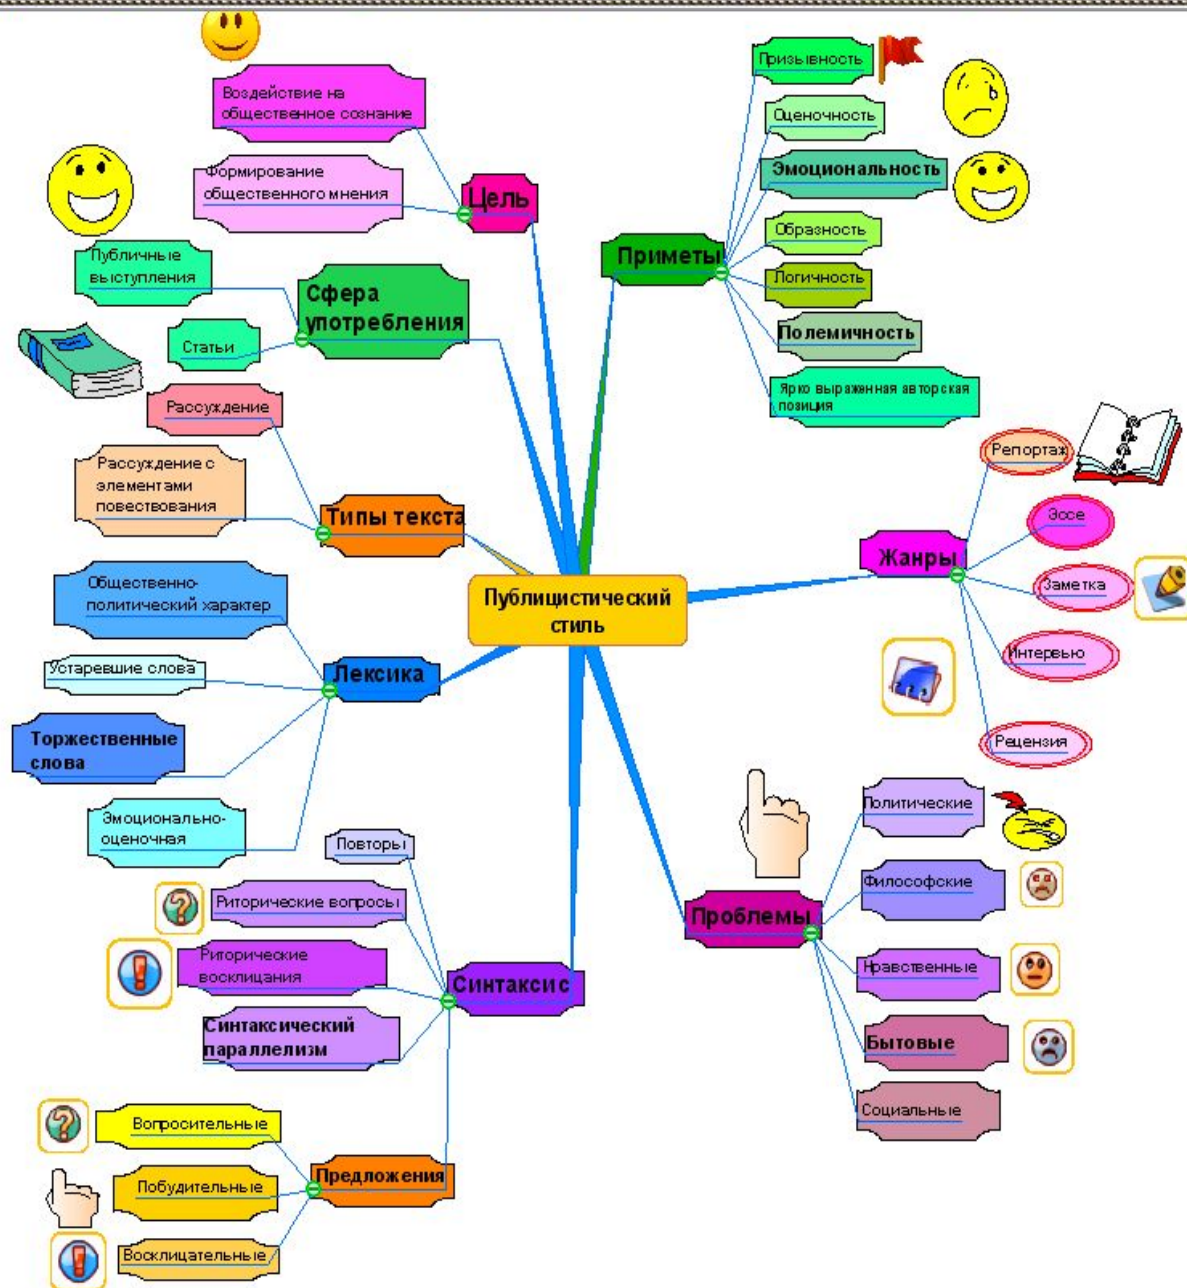 Воздействие на
общественное сознание
Формирование
общественного мнения
Цель
Публичные
выступления
Статьи
Сфера
употребления
Рассуждение
Рассуждение с
элементами
повествования
Типы текста
Общественно-
политический характер
Устаревшие слова
Торжественные
слова
Эмоционально-
оценочная
Лексика
Повторы
Риторические вопросы
Риторические
восклицания
Синтаксический
параллелизм
Синтаксис
Вопросительные
Побудительные
Восклицательные
Предложения
Публицистический
стиль
Приметы
Призывность
Оценочность
Эмоциональность
Образность
Логичность
Полемичность
Ярко выраженная авторская
позиция
Жанры
Репортаж
Эссе
Заметка
Интервью
Рецензия
Проблемы
Политические
Философские
Нравственные
Бытовые
Социальные